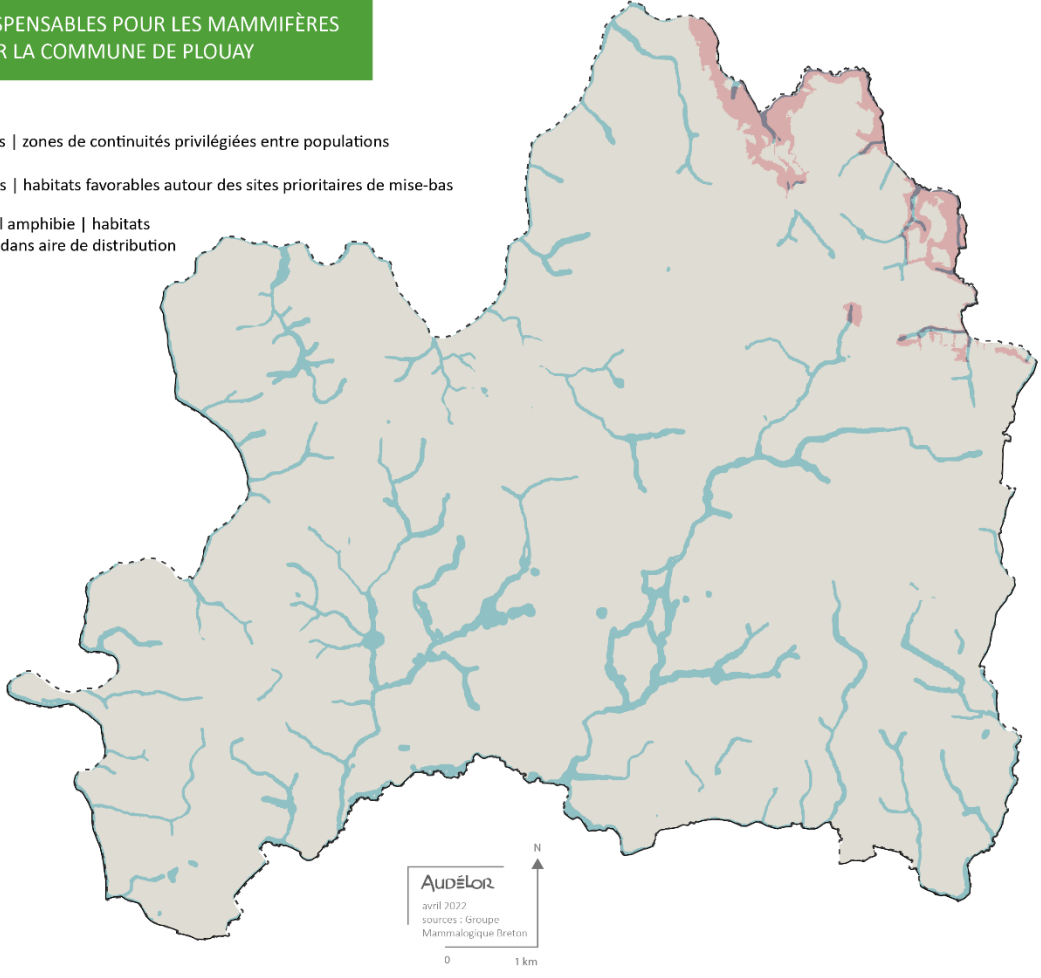 SPENSABLES POUR LES MAMMIFÈRES
R LA COMMUNE DE PLOUAY
s | zones de continuités privilégiées entre populations
s | habitats favorables autour des sites prioritaires de mise-bas
l amphibie | habitats
dans aire de distribution
N
AUDÉLOR
avril 2022
sources : Groupe
Mammalogique Breton
0 1 km